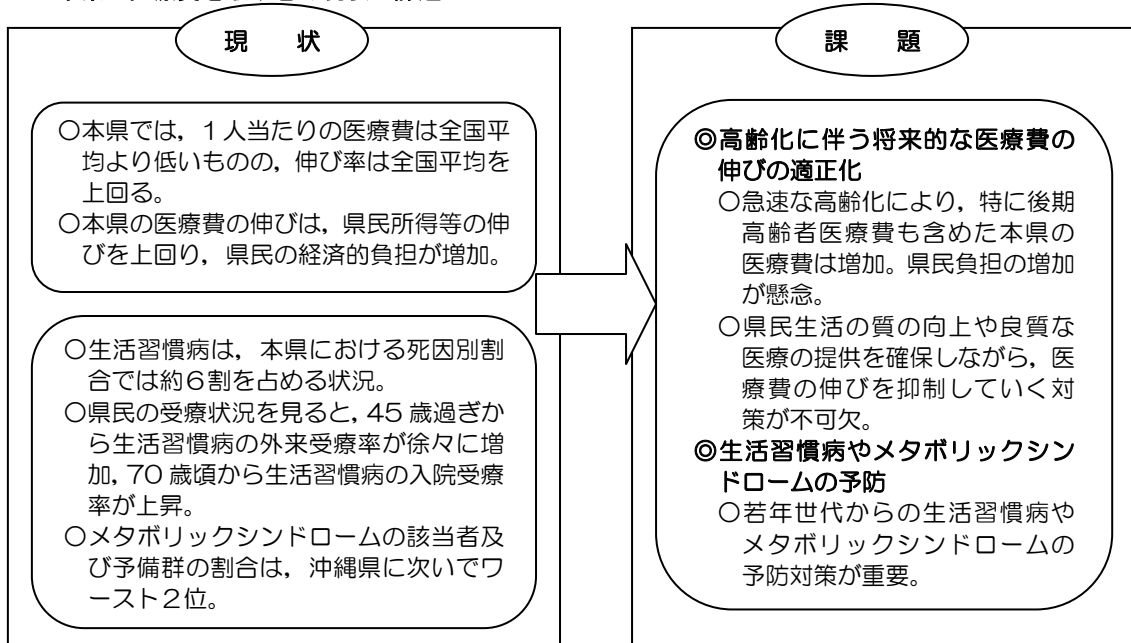 現 状
○本県では，１人当たりの医療費は全国平
均より低いものの，伸び率は全国平均を
上回る。
○本県の医療費の伸びは，県民所得等の伸
びを上回り，県民の経済的負担が増加。
○生活習慣病は，本県における死因別割
合では約６割を占める状況。
○県民の受療状況を見ると，45 歳過ぎか
ら生活習慣病の外来受療率が徐々に増
加，70 歳頃から生活習慣病の入院受療
率が上昇。
○メタボリックシンドロームの該当者及
び予備群の割合は，沖縄県に次いでワ
ースト２位。
課 題
◎高齢化に伴う将来的な医療費の
伸びの適正化
○急速な高齢化により，特に後期
高齢者医療費も含めた本県の
医療費は増加。県民負担の増加
が懸念。
○県民生活の質の向上や良質な
医療の提供を確保しながら，医
療費の伸びを抑制していく対
策が不可欠。
◎生活習慣病やメタボリックシン
ドロームの予防
○若年世代からの生活習慣病や
メタボリックシンドロームの
予防対策が重要。